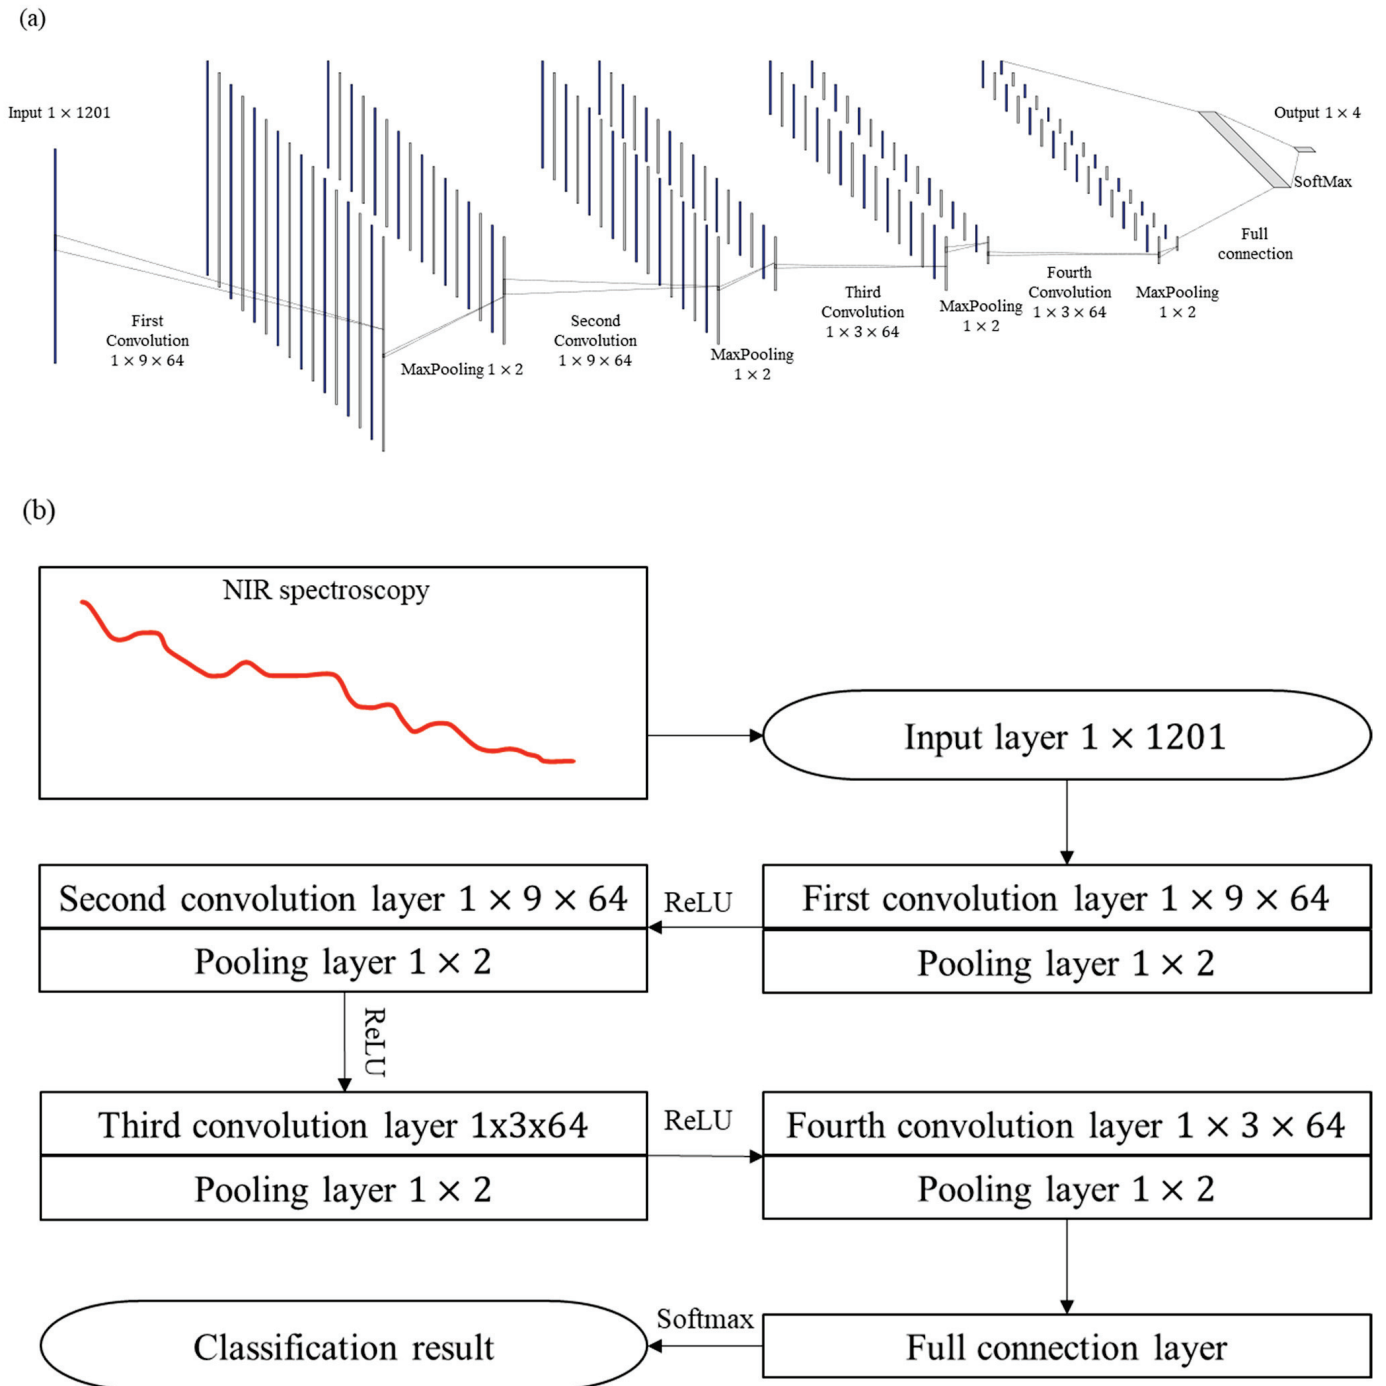 (a)
Input 1 × 1201
First
Convolution
1 × 9 × 64
MaxPooling 1 × 2
Second
Convolution
1 × 9 × 64
MaxPooling
1 × 2
Third
Convolution
1 × 3 × 64
MaxPooling
1 × 2
Fourth
Convolution
1 × 3 × 64
MaxPooling
1 × 2
Full
connection
SoftMax
Output 1 × 4
(b)
NIR spectroscopy
Input layer 1 × 1201
First convolution layer 1 × 9 × 64
Pooling layer 1 × 2
ReLU
Second convolution layer 1 × 9 × 64
Pooling layer 1 × 2
ReLU
Third convolution layer 1x3x64
Pooling layer 1 × 2
ReLU
Fourth convolution layer 1 × 3 × 64
Pooling layer 1 × 2
Full connection layer
Softmax
Classification result